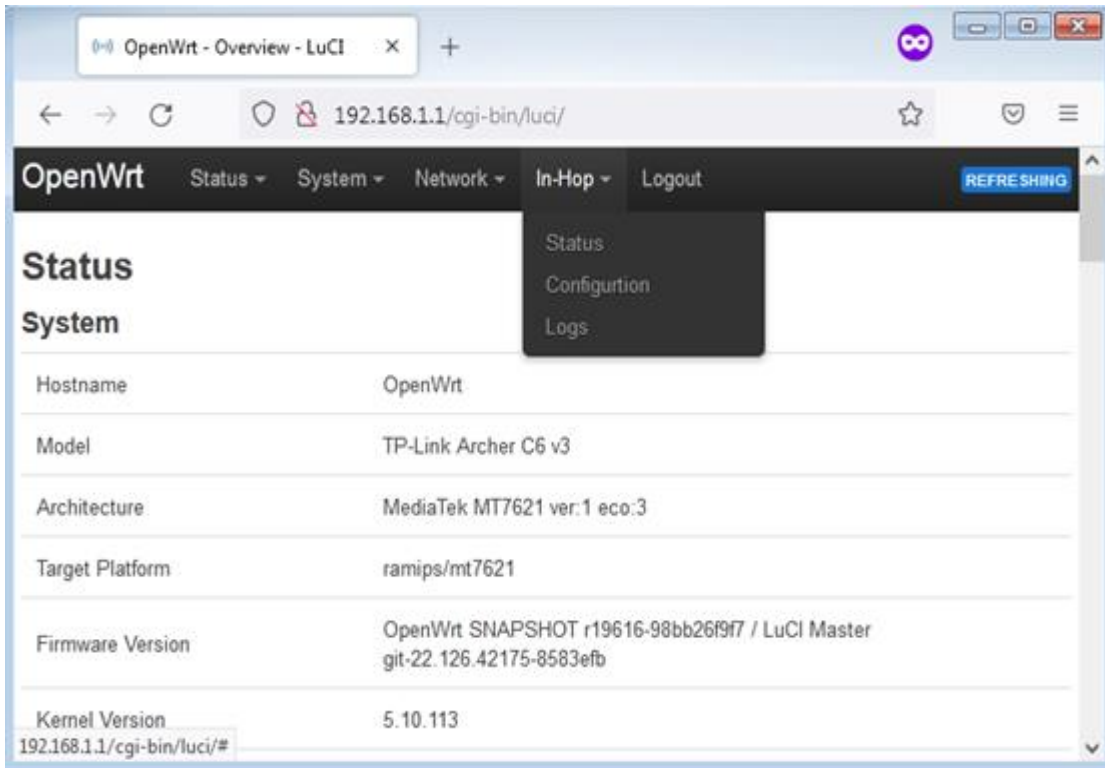 OpenWrt - Overview - LuCI
192.168.1.1/cgi-bin/luci/
OpenWrt Status System Network In-Hop Logout REFRESHING
Status
Configurtion
Logs
Status
System
Hostname OpenWrt
Model TP-Link Archer C6 v3
Architecture MediaTek MT7621 ver:1 eco:3
Target Platform ramips/mt7621
Firmware Version OpenWrt SNAPSHOT r19616-98bb26f9f7 / LuCI Master
git-22.126.42175-8583efb
Kernel Version 5.10.113
192.168.1.1/cgi-bin/luci/#